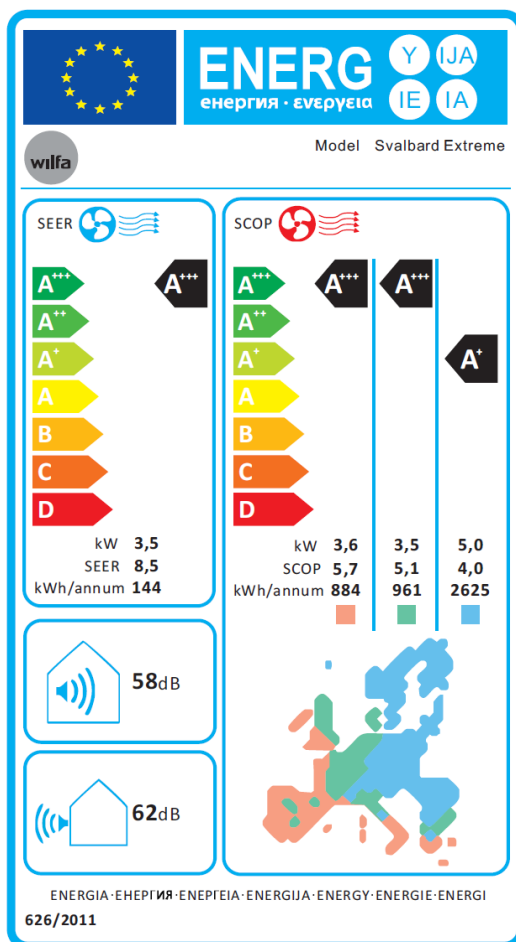 ENERG
енергия · ενεργεια
Y IJA
IE IA
wilfa
Model Svalbard Extreme
SEER
A+++
A+++
A++
A+
A
B
C
D
kW 3,5
SEER 8,5
kWh/annum 144
SCOP
A+++
A+++ A+++
A++
A+
A+
A
B
C
D
kW 3,6 3,5 5,0
SCOP 5,7 5,1 4,0
kWh/annum 884 961 2625
58dB
62dB
ENERGIA·ЕНЕРГИЯ·ΕΝΕΡΓΕΙΑ·ENERGIJA·ENERGY·ENERGIE·ENERGI
626/2011